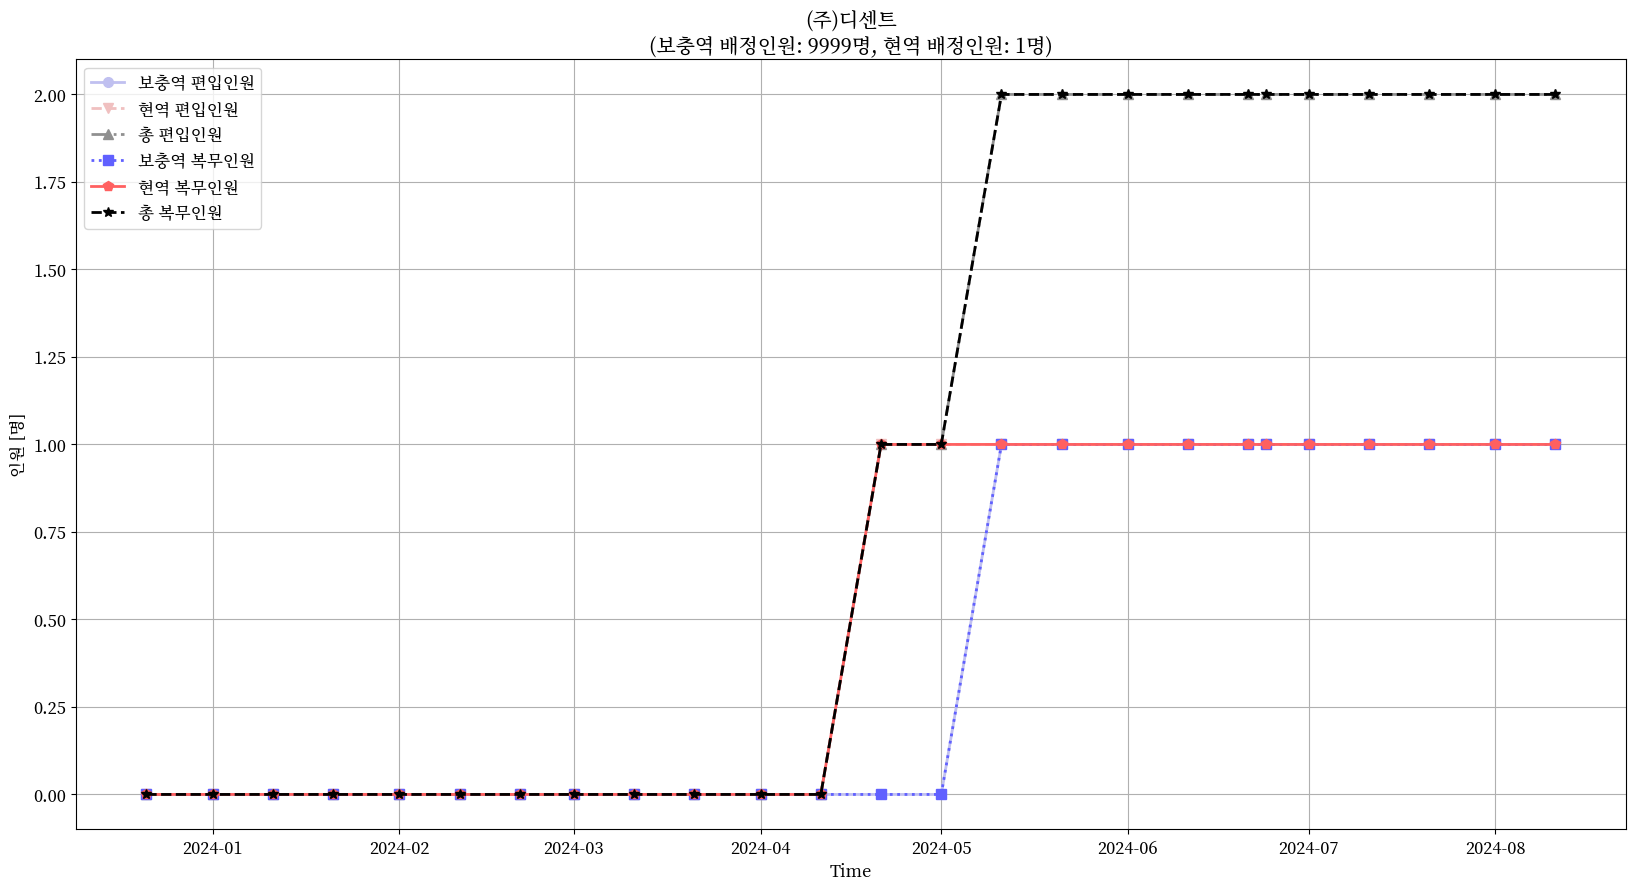 (주)디센트
(보충역 배정인원: 9999명, 현역 배정인원: 1명)
보충역 편입인원
현역 편입인원
총 편입인원
보충역 복무인원
현역 복무인원
총 복무인원
2.00
1.75
1.50
1.25
1.00
0.75
0.50
0.25
0.00
인원 [명]
2024-01 2024-02 2024-03 2024-04 2024-05 2024-06 2024-07 2024-08
Time